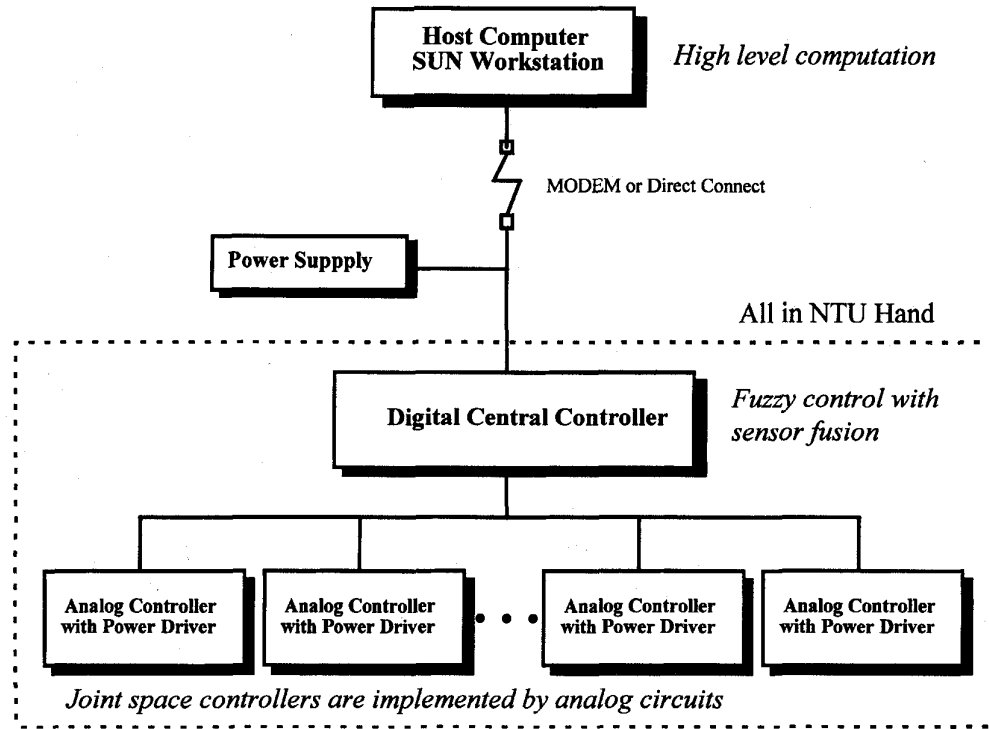 Host Computer
SUN Workstation
High level computation
MODEM or Direct Connect
Power Suppply
All in NTU Hand
Digital Central Controller
Fuzzy control with
sensor fusion
Analog Controller
with Power Driver
Analog Controller
with Power Driver
Analog Controller
with Power Driver
Analog Controller
with Power Driver
Joint space controllers are implemented by analog circuits